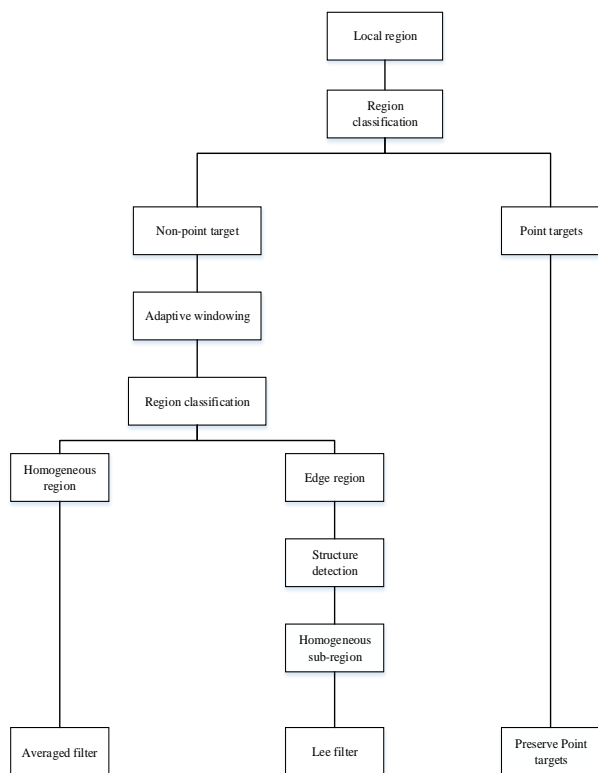 Local region
Region
classification
Non-point target
Point targets
Adaptive windowing
Region classification
Homogeneous
region
Edge region
Structure
detection
Homogeneous
sub-region
Averaged filter
Lee filter
Preserve Point
targets